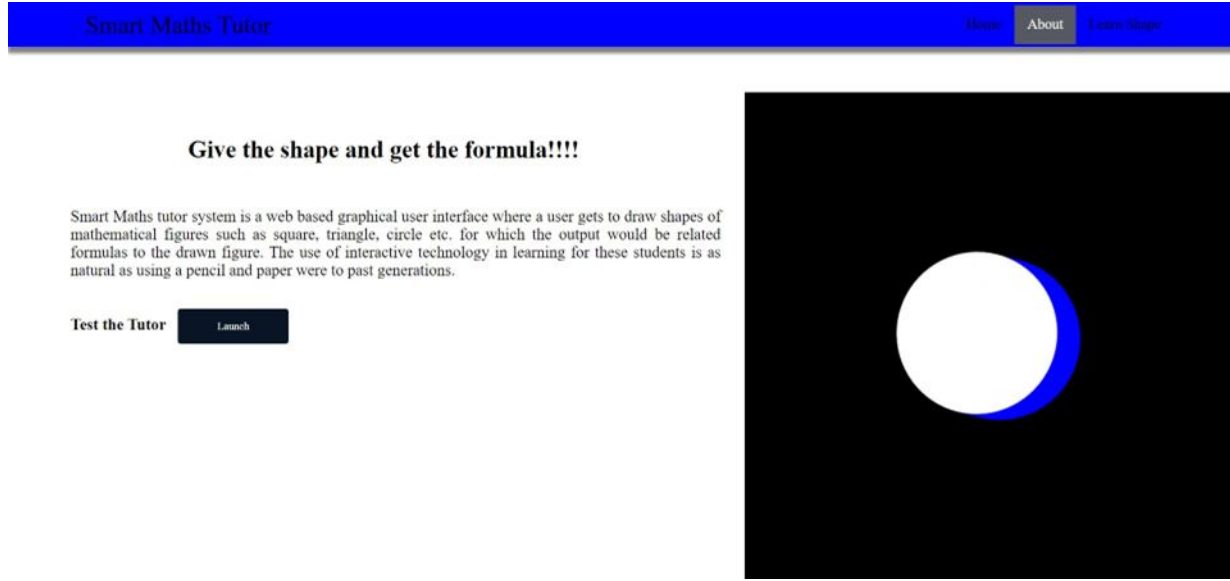 Smart Maths Tutor
Home About Learn Shape
Give the shape and get the formula!!!!
Smart Maths tutor system is a web based graphical user interface where a user gets to draw shapes of
mathematical figures such as square, triangle, circle etc. for which the output would be related
formulas to the drawn figure. The use of interactive technology in learning for these students is as
natural as using a pencil and paper were to past generations.
Test the Tutor Launch